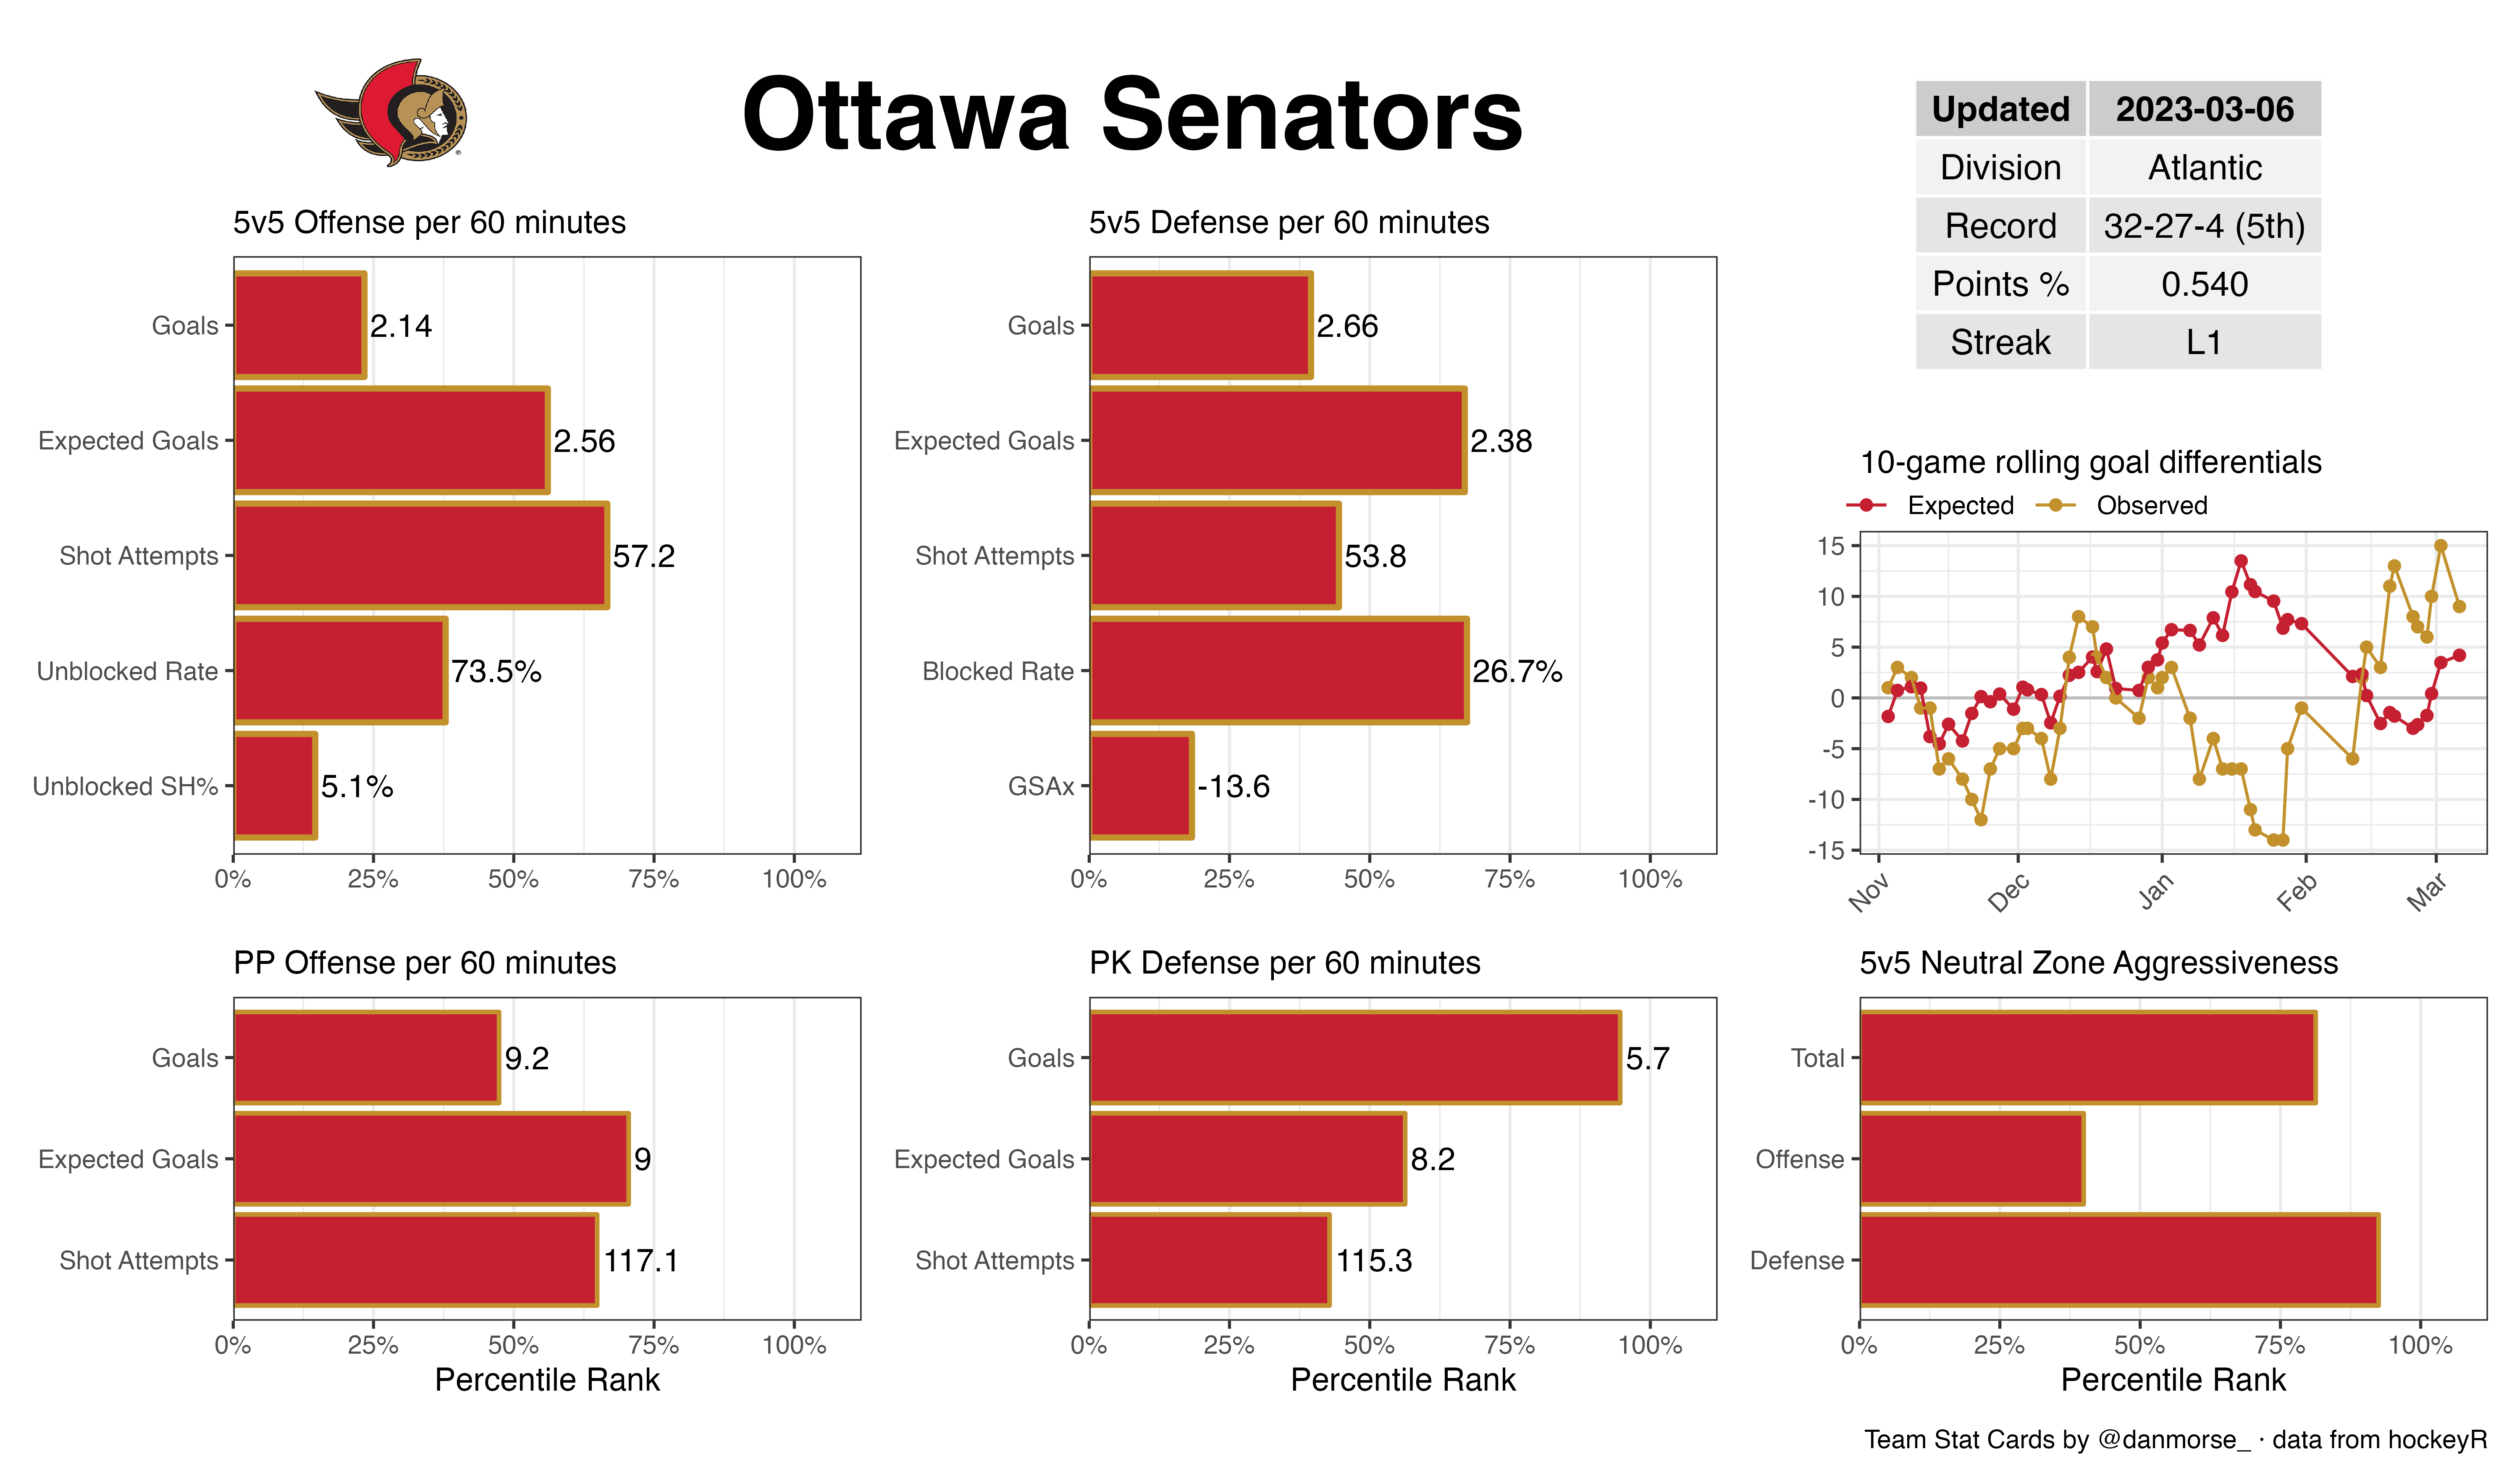 Ottawa Senators
Updated 2023-03-06
Division Atlantic
Record 32-27-4 (5th)
Points % 0.540
Streak L1
5v5 Offense per 60 minutes
Goals 2.14
Expected Goals 2.56
Shot Attempts 57.2
Unblocked Rate 73.5%
Unblocked SH% 5.1%
0% 25% 50% 75% 100%
5v5 Defense per 60 minutes
Goals 2.66
Expected Goals 2.38
Shot Attempts 53.8
Blocked Rate 26.7%
GSAx -13.6
0% 25% 50% 75% 100%
10-game rolling goal differentials
Expected Observed
15
10
5
0
-5
-10
-15
Nov Dec Jan Feb Mar
PP Offense per 60 minutes
Goals 9.2
Expected Goals 9
Shot Attempts 117.1
0% 25% 50% 75% 100%
Percentile Rank
PK Defense per 60 minutes
Goals 5.7
Expected Goals 8.2
Shot Attempts 115.3
0% 25% 50% 75% 100%
Percentile Rank
5v5 Neutral Zone Aggressiveness
Total
Offense
Defense
0% 25% 50% 75% 100%
Percentile Rank
Team Stat Cards by @danmorse_ · data from hockeyR